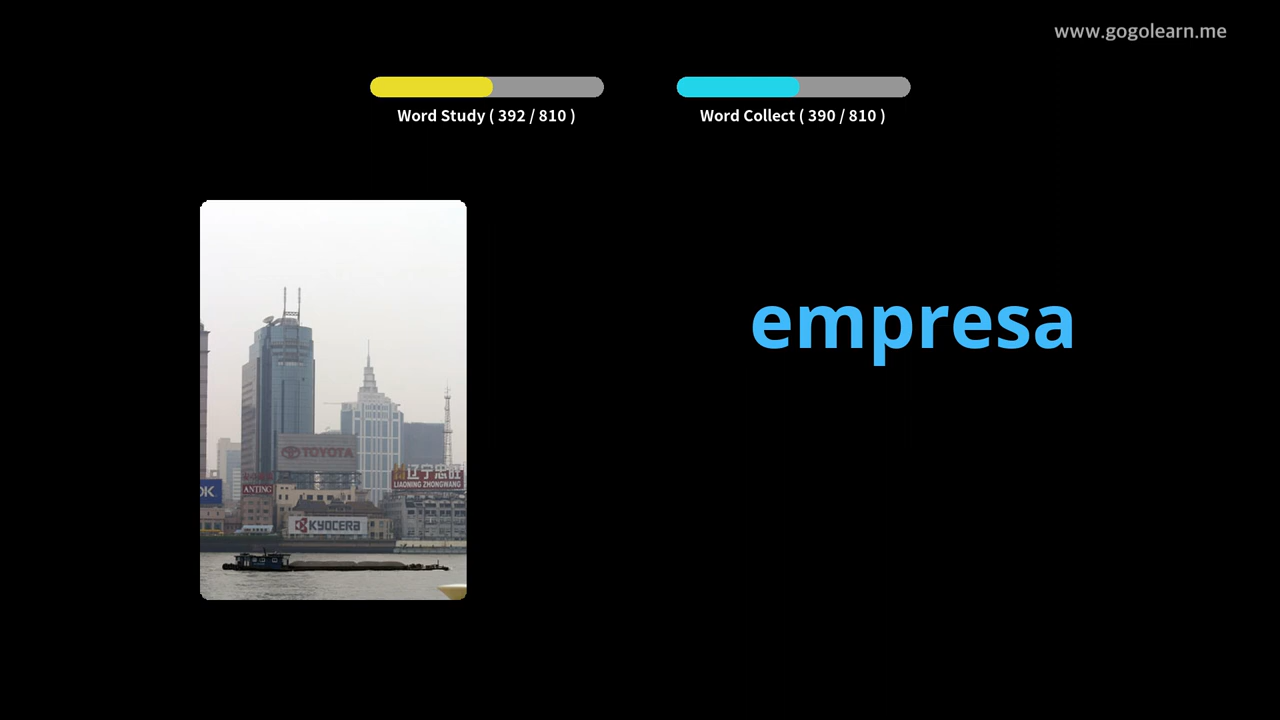 www.gogolearn.me
Word Study ( 392 / 810 )
Word Collect ( 390 / 810 )
empresa
TOYOTA
辽宁忠旺
LIAONING ZHONGWANG
OK
ANTING
KYOCERA